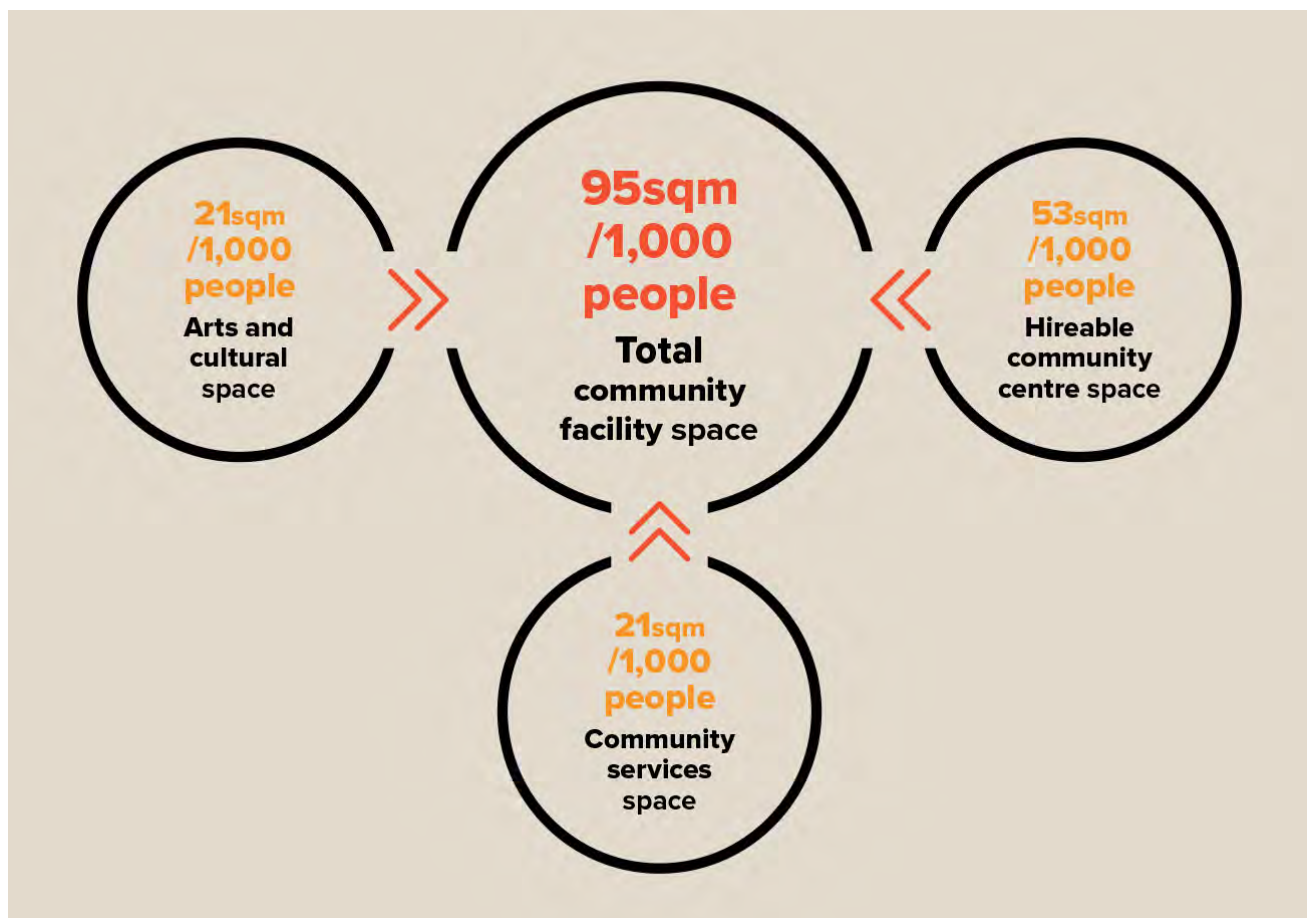 21sqm
/1,000
people
Arts and
cultural
space
95sqm
/1,000
people
Total
community
facility space
53sqm
/1,000
people
Hireable
community
centre space
21sqm
/1,000
people
Community
services
space